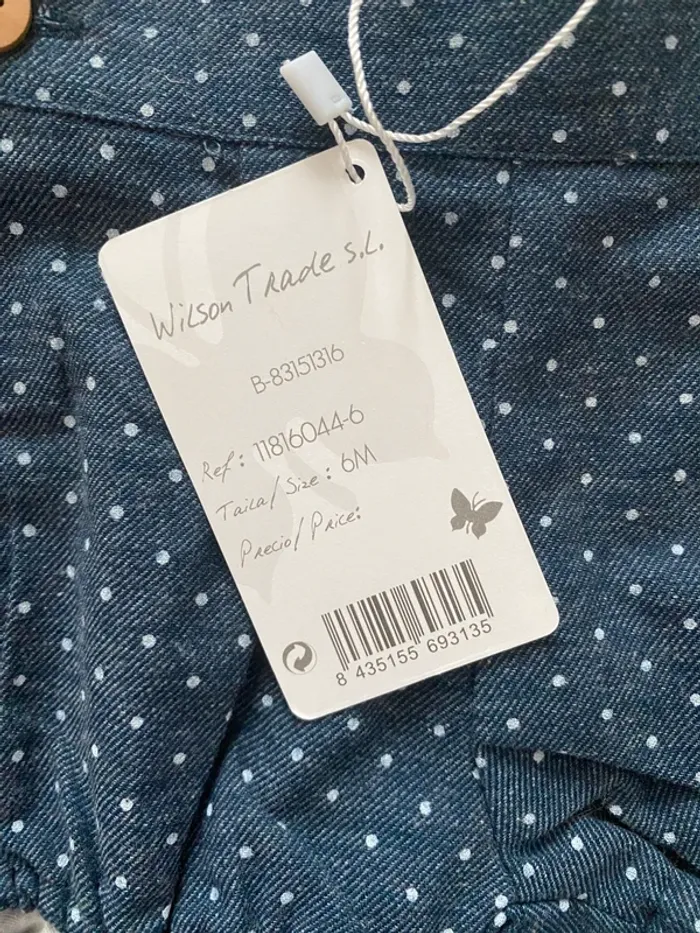 Wilson Trade s.l.
B-83151316
Ref: 11816044-6
Talla/Size: 6M
Precio/Price:
8 435155 693135